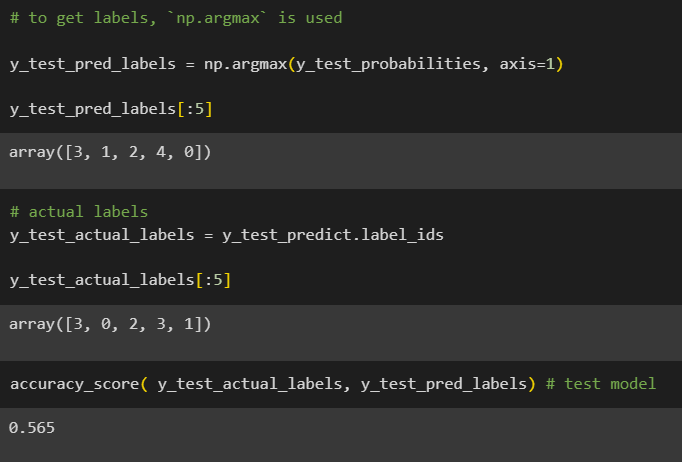 # to get labels, `np.argmax` is used
y_test_pred_labels = np.argmax(y_test_probabilities, axis=1)
y_test_pred_labels[:5]
array([3, 1, 2, 4, 0])
# actual labels
y_test_actual_labels = y_test_predict.label_ids
y_test_actual_labels[:5]
array([3, 0, 2, 3, 1])
accuracy_score( y_test_actual_labels, y_test_pred_labels) # test model
0.565